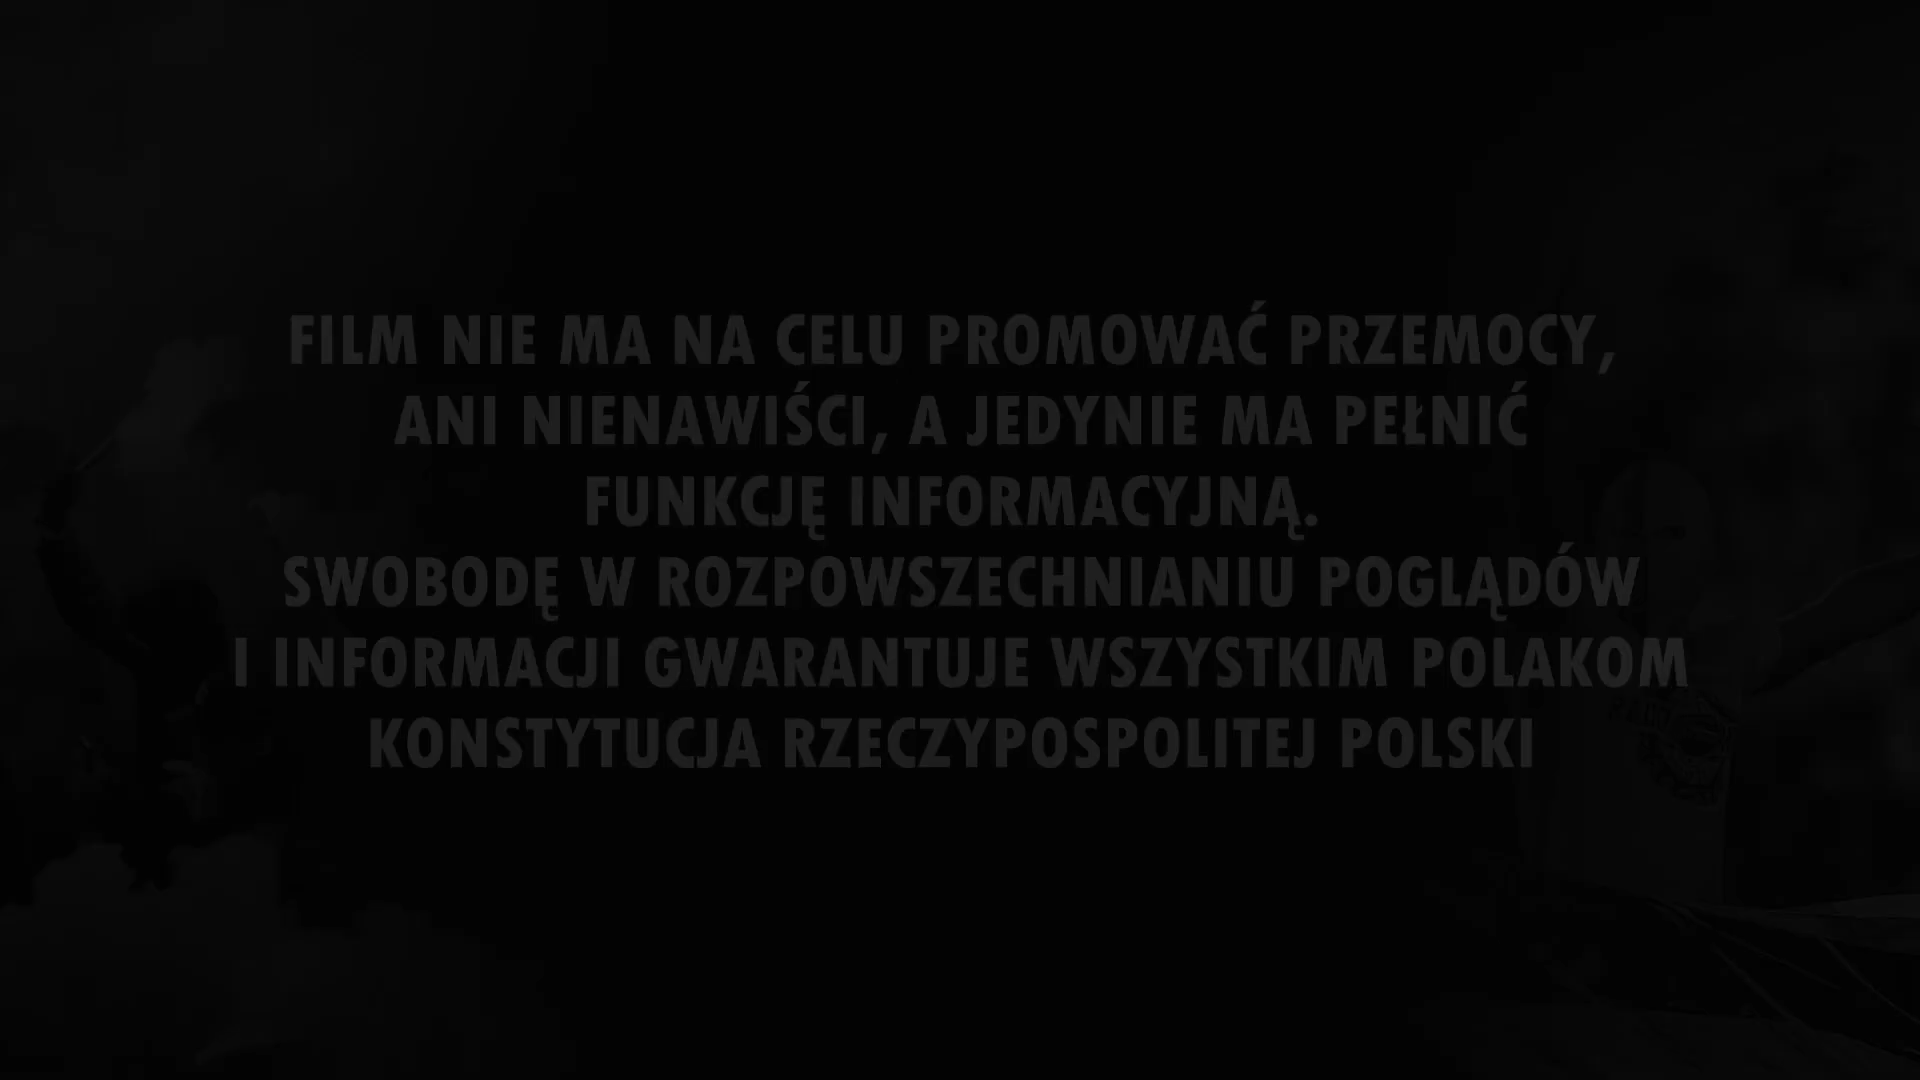 FILM NIE MA NA CELU PROMOWAĆ PRZEMOCY,
ANI NIENAWIŚCI, A JEDYNIE MA PEŁNIĆ
FUNKCJĘ INFORMACYJNĄ.
SWOBODĘ W ROZPOWSZECHNIANIU POGLĄDÓW
I INFORMACJI GWARANTUJE WSZYSTKIM POLAKOM
KONSTYTUCJA RZECZYPOSPOLITEJ POLSKI